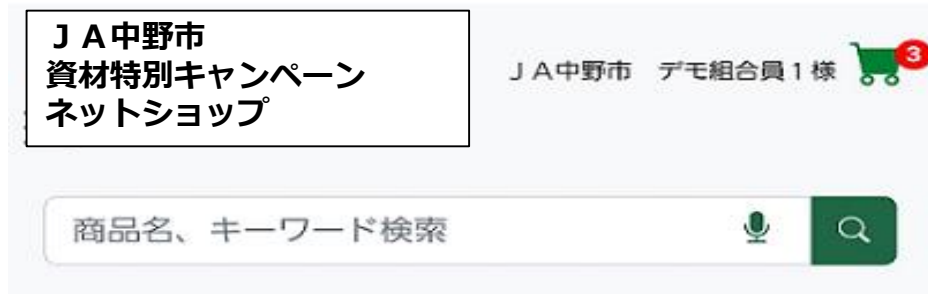 ＪＡ中野市
資材特別キャンペーン
ネットショップ
ＪＡ中野市　デモ組合員１様
3
商品名、キーワード検索